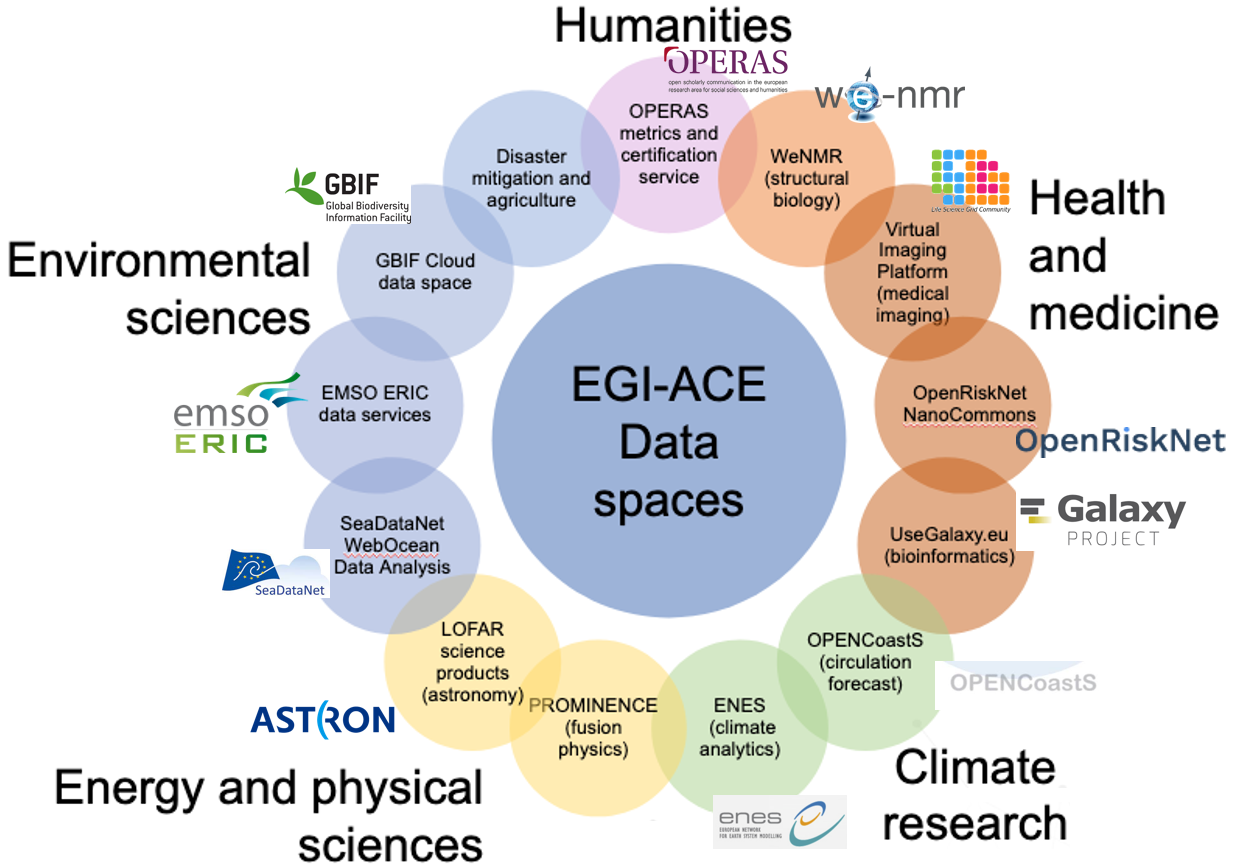 Humanities
OPERAS
open scholarly communication in the european
research area for social sciences and humanities
OPERAS
metrics and
certification
service
we-nmr
WeNMR
(structural
biology)
Life Science Grid Community
Health
and
medicine
Virtual
Imaging
Platform
(medical
imaging)
OpenRiskNet
NanoCommons
OpenRiskNet
Galaxy
PROJECT
UseGalaxy.eu
(bioinformatics)
OPENCoastS
(circulation
forecast)
OPENCoastS
Climate
research
ENES
(climate
analytics)
enes
EUROPEAN NETWORK
FOR EARTH SYSTEM MODELLING
PROMINENCE
(fusion
physics)
LOFAR
science
products
(astronomy)
ASTRON
Energy and physical
sciences
SeaDataNet
WebOcean
Data Analysis
SeaDataNet
EMSO ERIC
data services
emso
ERIC
Environmental
sciences
GBIF Cloud
data space
GBIF
Global Biodiversity
Information Facility
Disaster
mitigation and
agriculture
EGI-ACE
Data
spaces